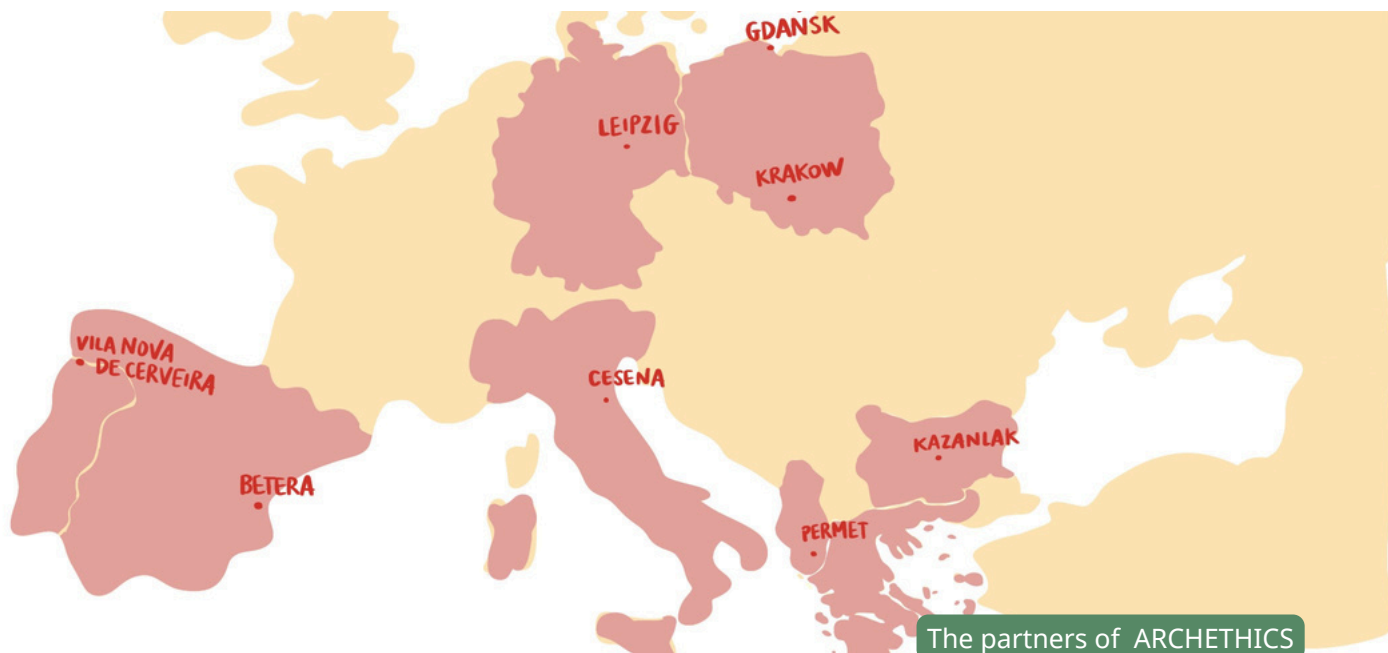 GDANSK
LEIPZIG
KRAKOW
VILA NOVA
DE CERVEIRA
CESENA
KAZANLAK
BETERA
PERMET
The partners of ARCHETHICS